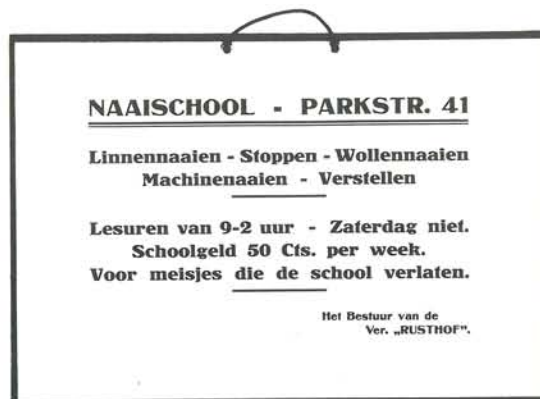 NAAISCHOOL - PARKSTR. 41
Linnennaaien - Stoppen - Wollennaaien
Machinenaaien - Verstellen
Lesuren van 9-2 uur - Zaterdag niet.
Schoolgeld 50 Cts. per week.
Voor meisjes die de school verlaten.
Het Bestuur van de
Ver. „RUSTHOF”.